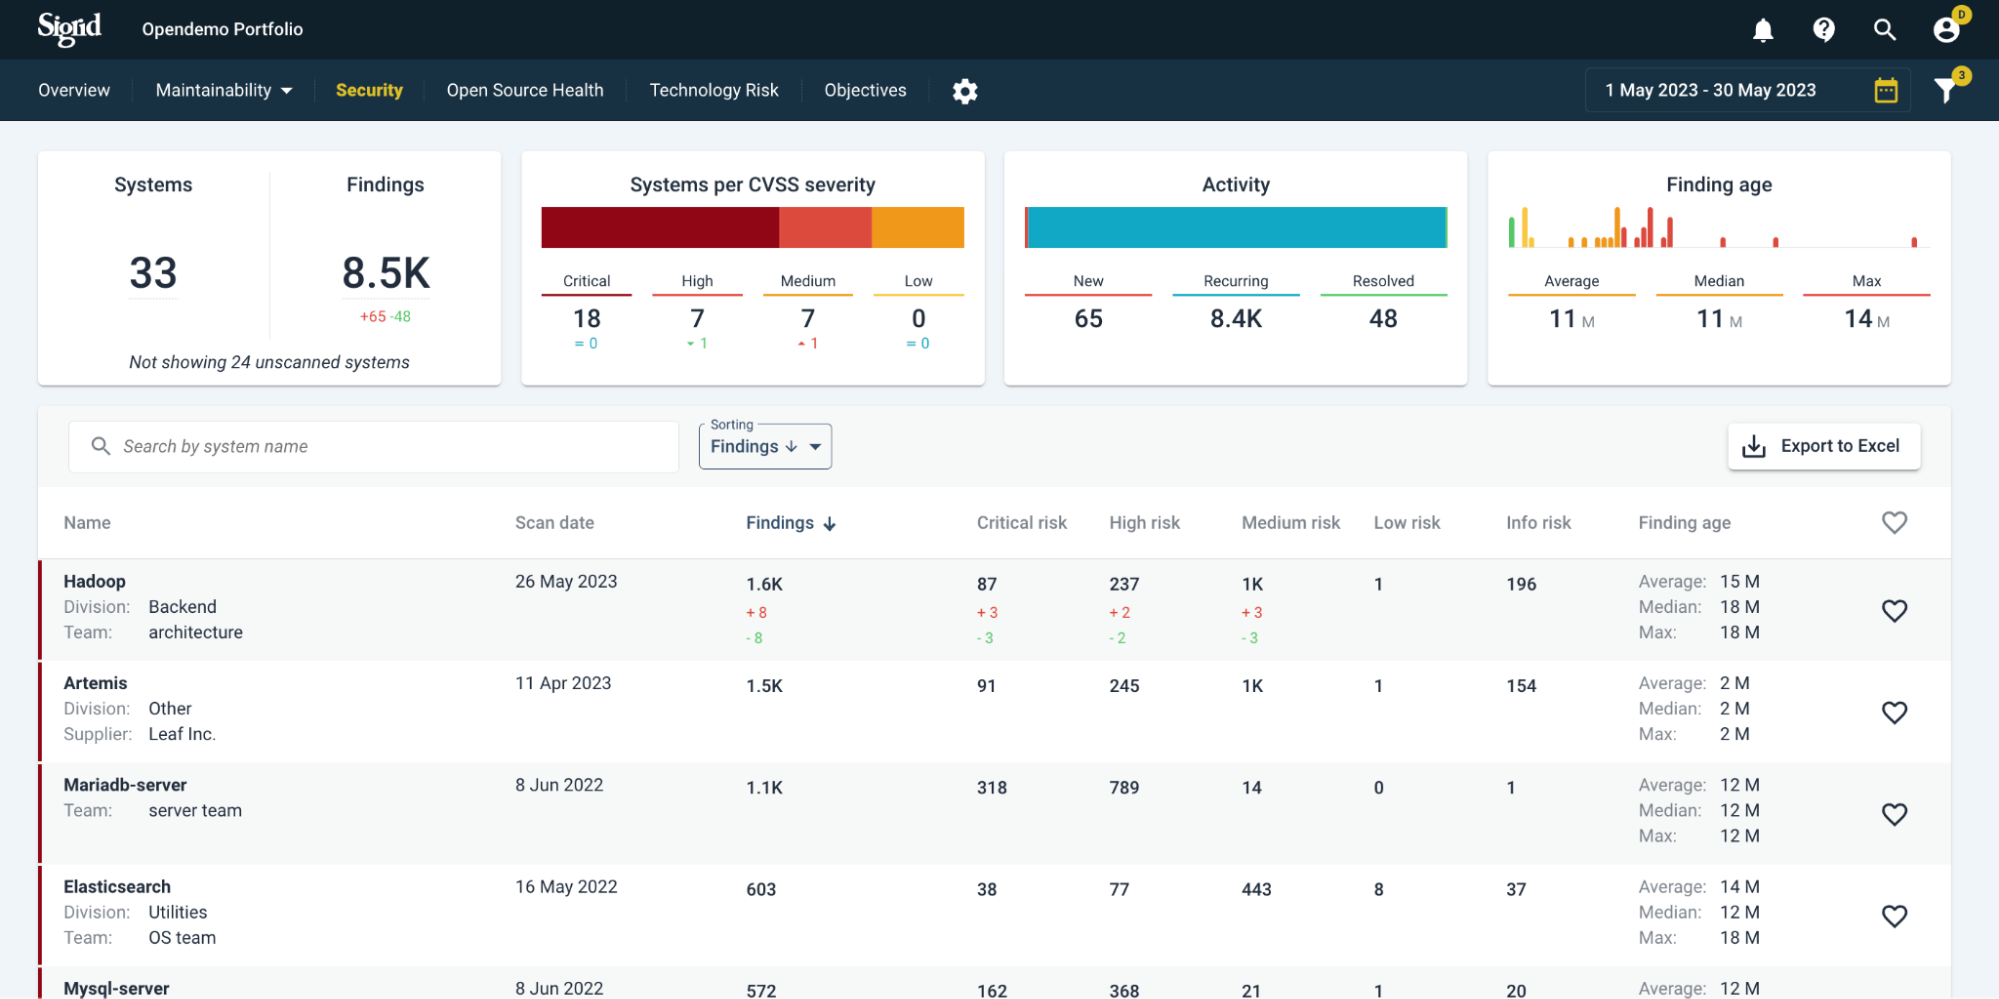 Sigrid
Opendemo Portfolio
D
Overview
Maintainability
Security
Open Source Health
Technology Risk
Objectives
1 May 2023 - 30 May 2023
3
Systems
33
Findings
8.5K
+65 -48
Not showing 24 unscanned systems
Systems per CVSS severity
Critical High Medium Low
18 7 7 0
= 0 1 1 = 0
Activity
New Recurring Resolved
65 8.4K 48
Finding age
Average Median Max
11 M 11 M 14 M
Search by system name
Sorting
Findings ↓
Export to Excel
Name Scan date Findings ↓ Critical risk High risk Medium risk Low risk Info risk Finding age
Hadoop 26 May 2023 1.6K 87 237 1K 1 196 Average: 15 M
Division: Backend + 8 + 3 + 2 + 3 Median: 18 M
Team: architecture - 8 - 3 - 2 - 3 Max: 18 M
Artemis 11 Apr 2023 1.5K 91 245 1K 1 154 Average: 2 M
Division: Other Median: 2 M
Supplier: Leaf Inc. Max: 2 M
Mariadb-server 8 Jun 2022 1.1K 318 789 14 0 1 Average: 12 M
Team: server team Median: 12 M
Max: 12 M
Elasticsearch 16 May 2022 603 38 77 443 8 37 Average: 14 M
Division: Utilities Median: 12 M
Team: OS team Max: 18 M
Mysql-server 8 Jun 2022 572 162 368 21 1 20 Average: 12 M